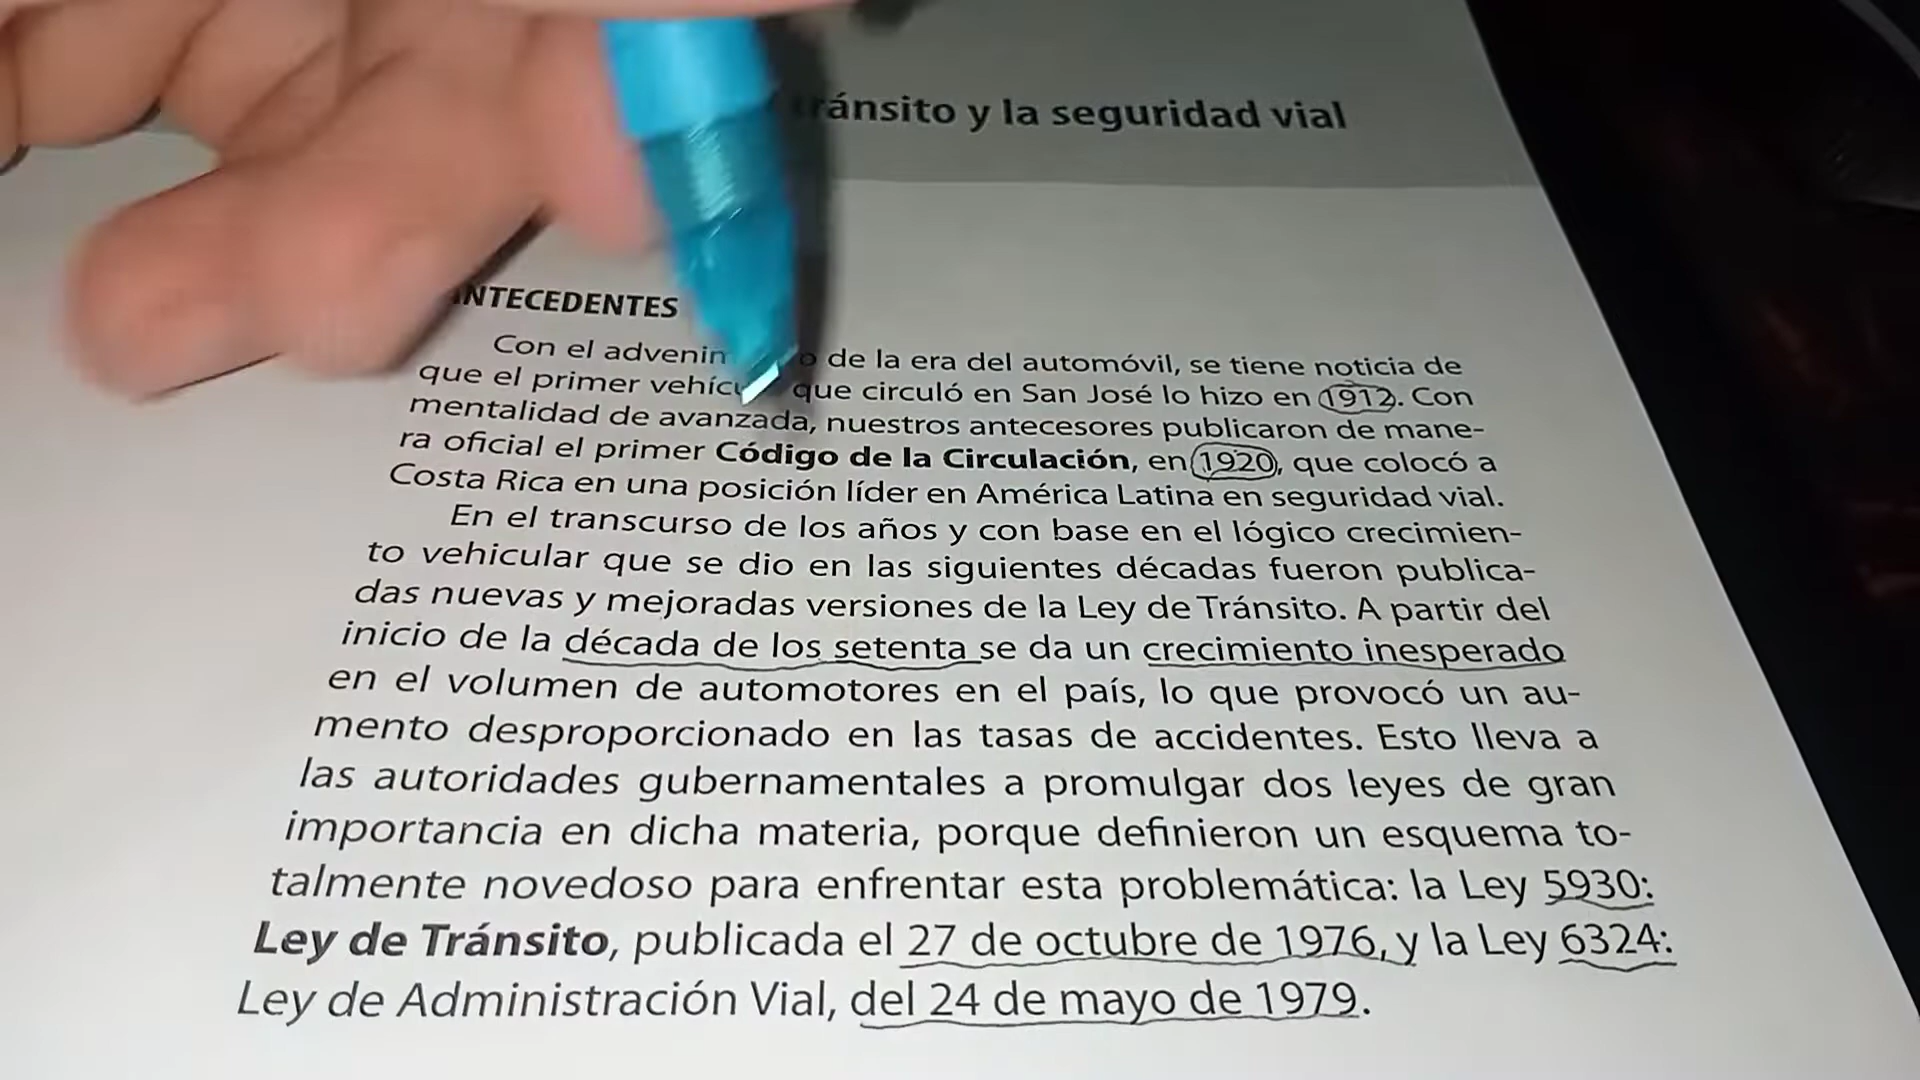 tránsito y la seguridad vial
ANTECEDENTES
Con el de la era del automóvil, se tiene noticia de
que el primer que circuló en San José lo hizo en 1912. Con
mentalidad de avanzada, nuestros antecesores publicaron de mane-
ra oficial el primer Código de la Circulación, en 1920, que colocó a
Costa Rica en una posición líder en América Latina en seguridad vial.
En el transcurso de los años y con base en el lógico crecimien-
to vehicular que se dio en las siguientes décadas fueron publica-
das nuevas y mejoradas versiones de la Ley de Tránsito. A partir del
inicio de la década de los setenta se da un crecimiento inesperado
en el volumen de automotores en el país, lo que provocó un au-
mento desproporcionado en las tasas de accidentes. Esto lleva a
las autoridades gubernamentales a promulgar dos leyes de gran
importancia en dicha materia, porque definieron un esquema to-
talmente novedoso para enfrentar esta problemática: la Ley 5930:
Ley de Tránsito, publicada el 27 de octubre de 1976, y la Ley 6324:
Ley de Administración Vial, del 24 de mayo de 1979.